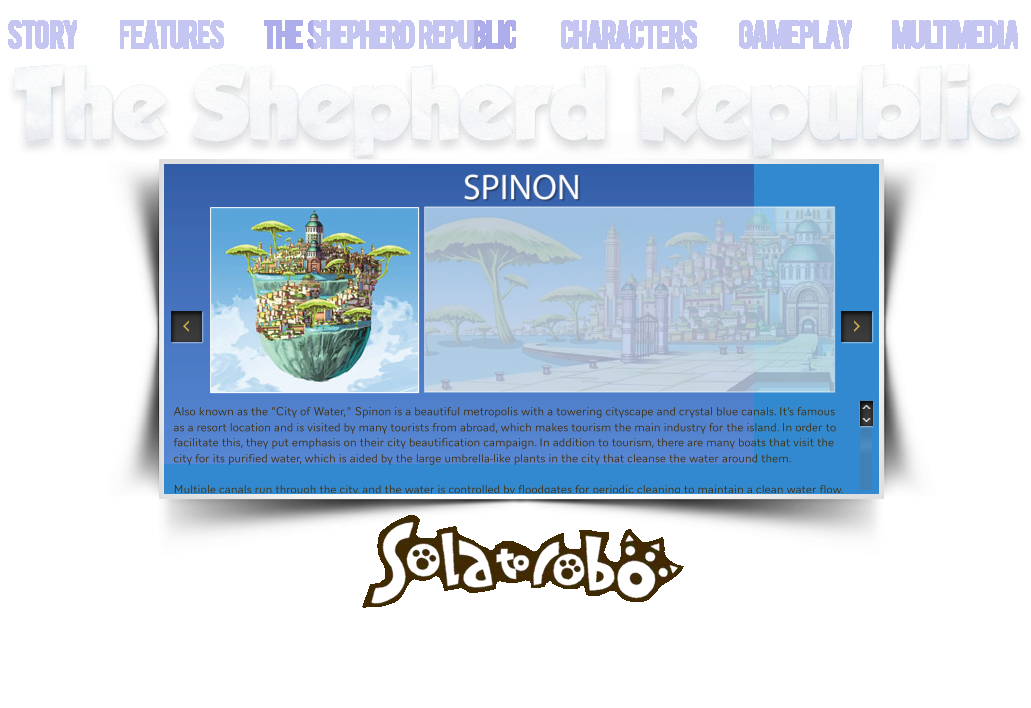 STORY FEATURES THE SHEPHERD REPUBLIC CHARACTERS GAMEPLAY MULTIMEDIA
The Shepherd Republic
SPINON
Also known as the "City of Water," Spinon is a beautiful metropolis with a towering cityscape and crystal blue canals. It's famous
as a resort location and is visited by many tourists from abroad, which makes tourism the main industry for the island. In order to
facilitate this, they put emphasis on their city beautification campaign. In addition to tourism, there are many boats that visit the
city for its purified water, which is aided by the large umbrella-like plants in the city that cleanse the water around them.
Multiple canals run through the city, and the water is controlled by floodgates for periodic cleaning to maintain a clean water flow.
Solatorobo